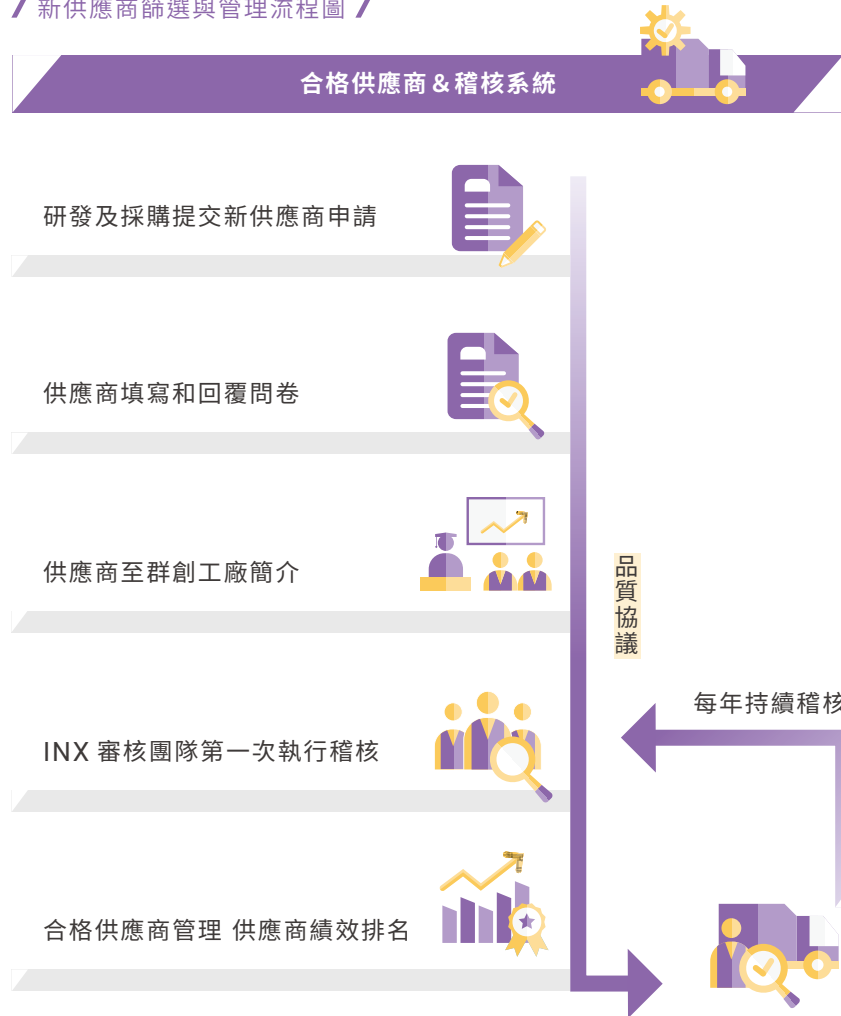 / 新供應商篩選與管理流程圖 /
合格供應商＆稽核系統
研發及採購提交新供應商申請
供應商填寫和回覆問卷
供應商至群創工廠簡介
品質協議
每年持續稽核
INX 審核團隊第一次執行稽核
合格供應商管理 供應商績效排名